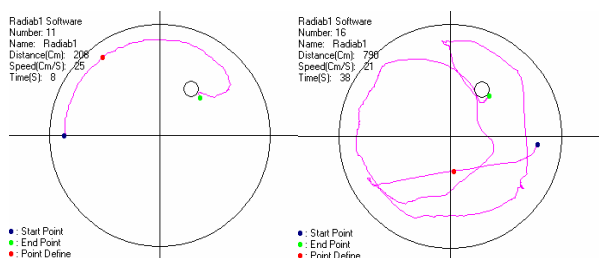 Radiab1 Software
Number: 11
Name: Radiab1
Distance(Cm): 208
Speed(Cm/S): 25
Time(S): 8
: Start Point
: End Point
: Point Define
Radiab1 Software
Number: 16
Name: Radiab1
Distance(Cm): 790
Speed(Cm/S): 21
Time(S): 38
: Start Point
: End Point
: Point Define